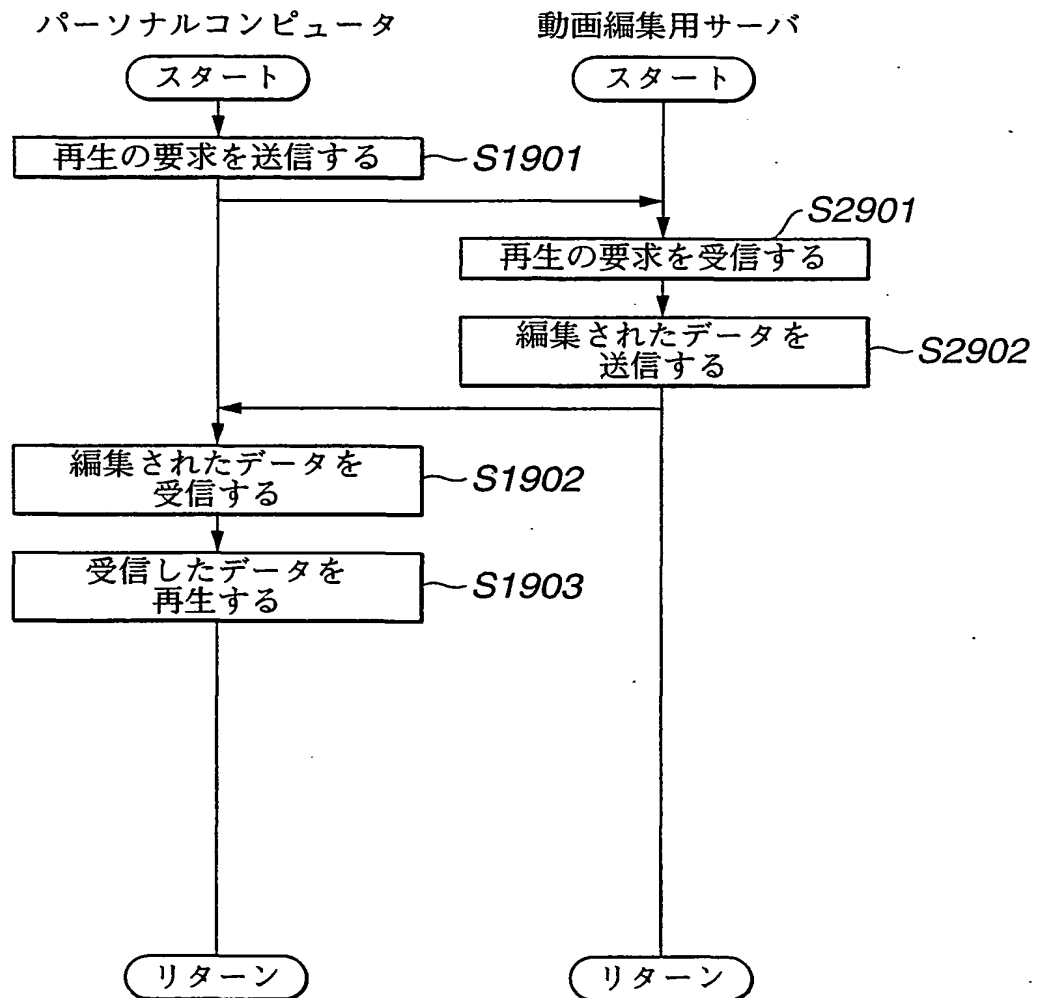 パーソナルコンピュータ
動画編集用サーバ
スタート
スタート
再生の要求を送信する
S1901
S2901
再生の要求を受信する
編集されたデータを
送信する
S2902
編集されたデータを
受信する
S1902
受信したデータを
再生する
S1903
リターン
リターン